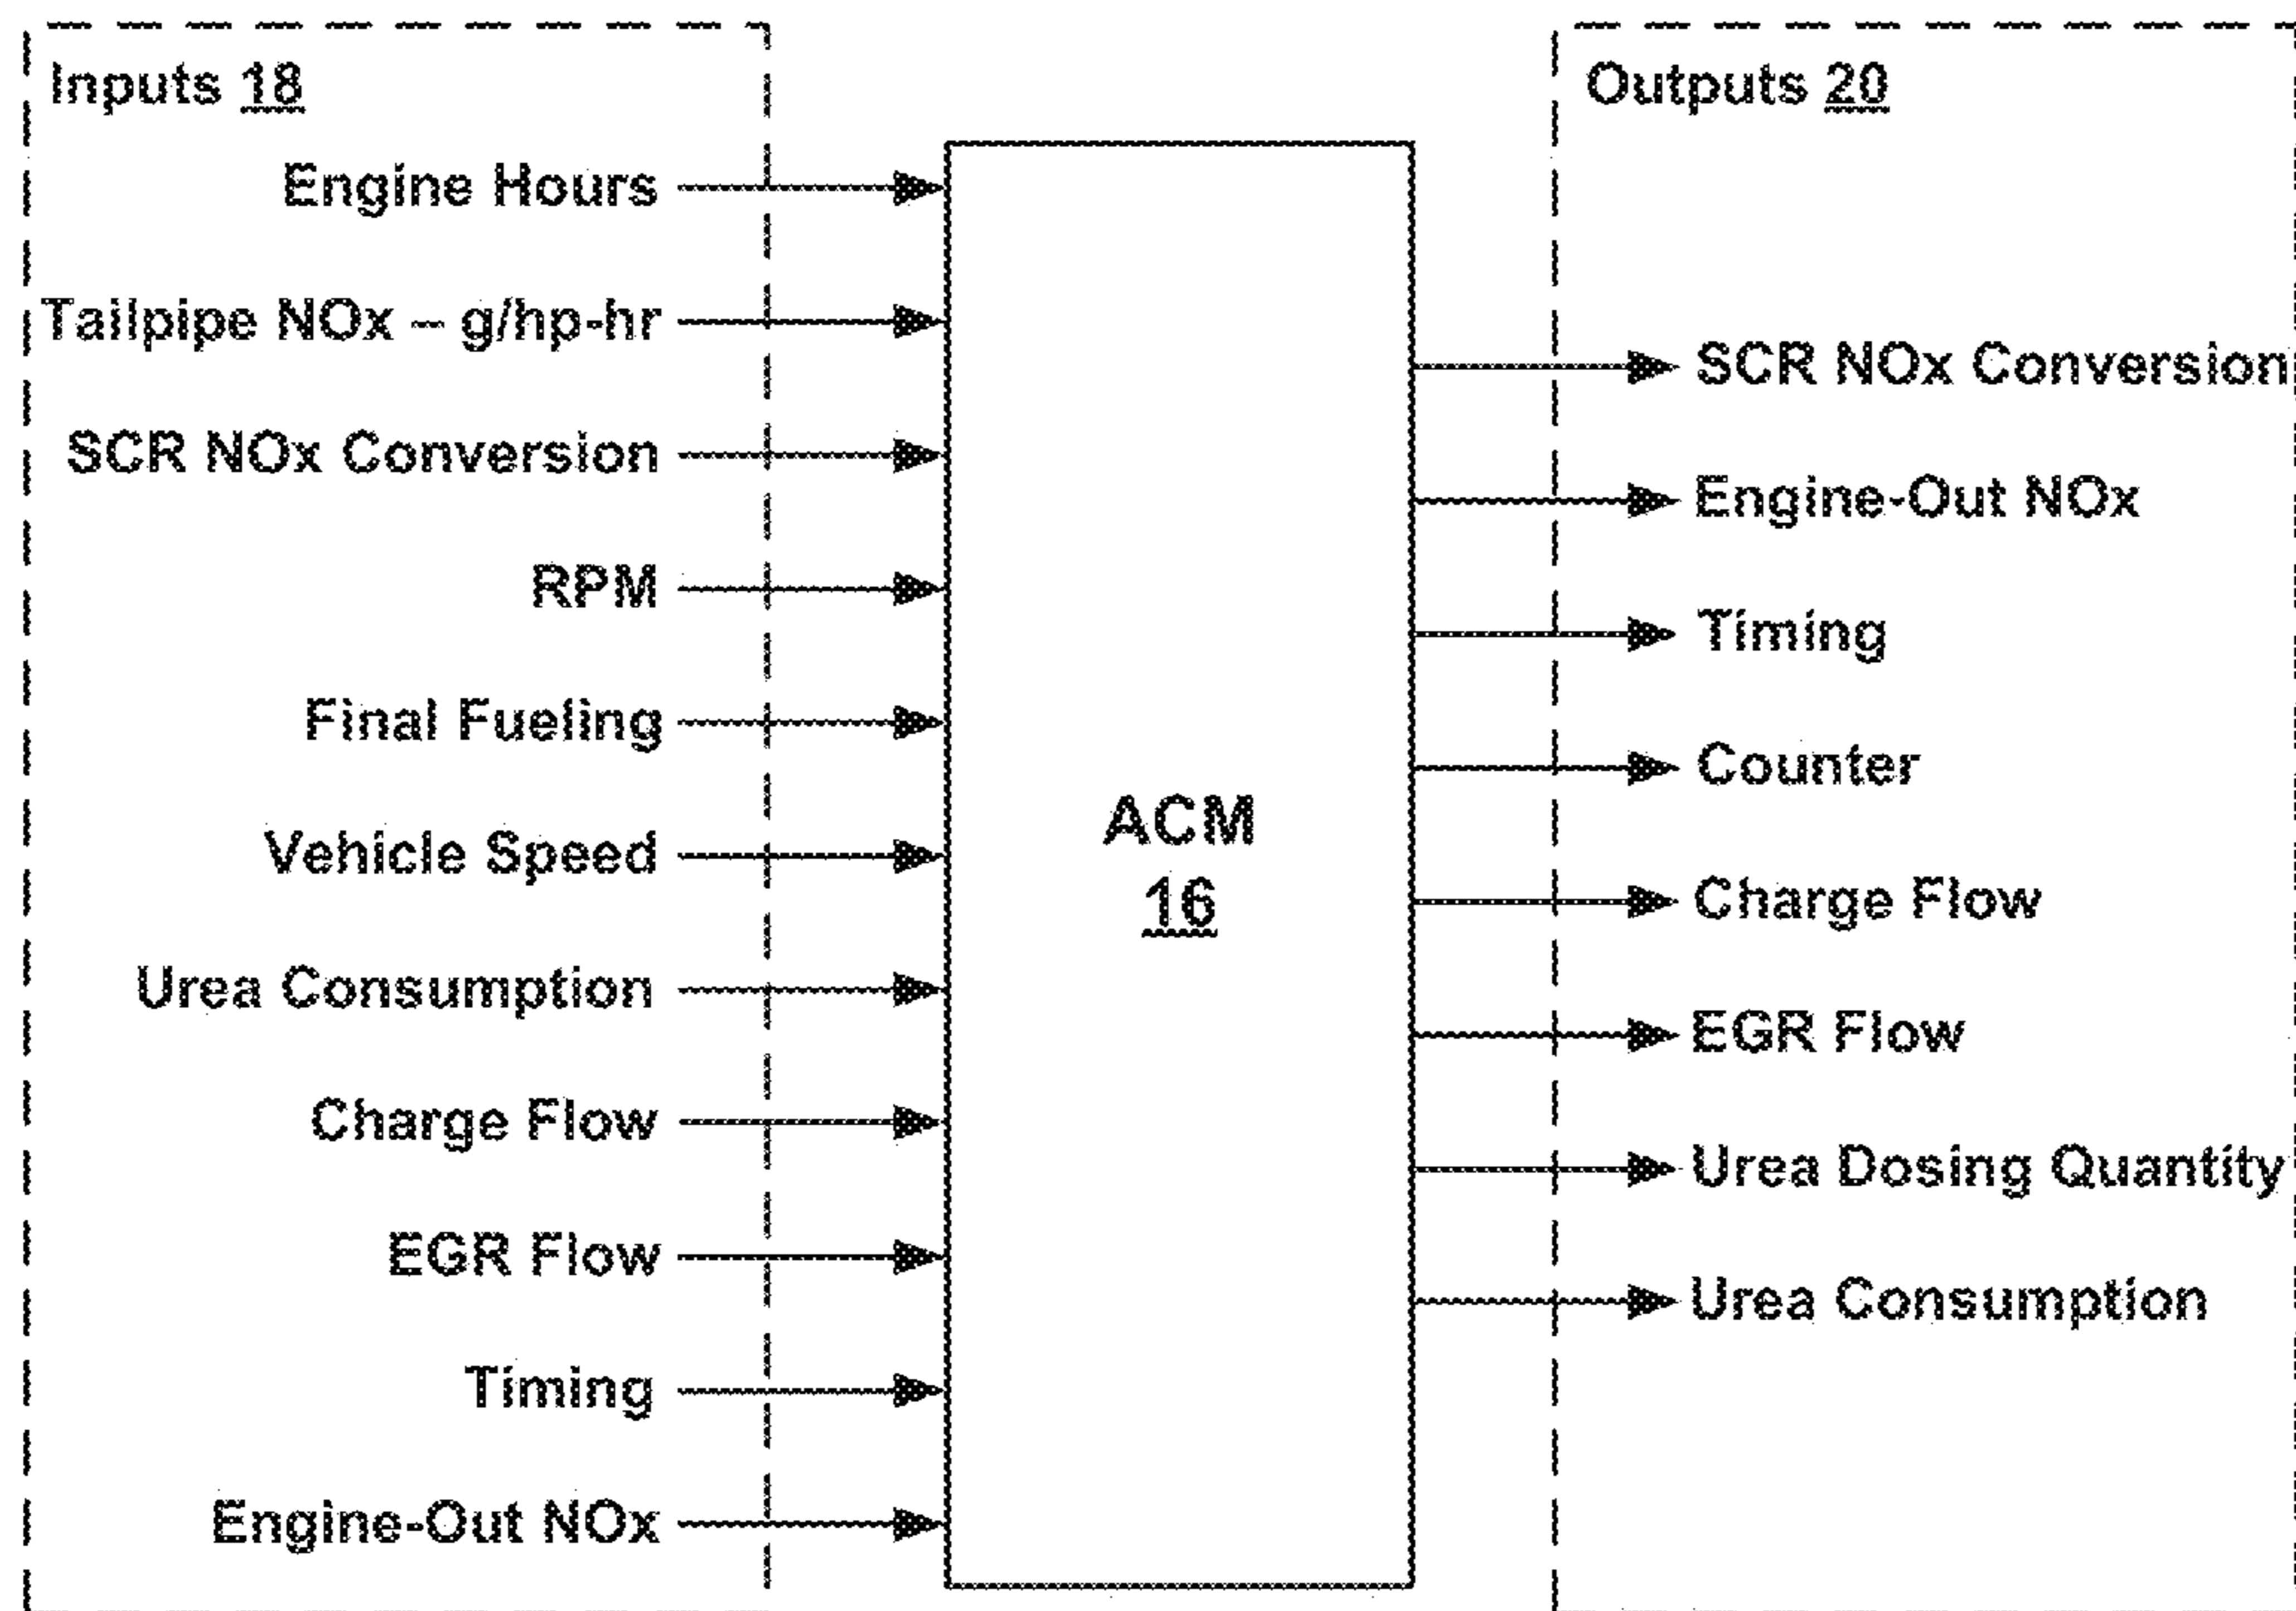 Inputs 18
Engine Hours
Tailpipe NOx – g/hp-hr
SCR NOx Conversion
RPM
Final Fueling
Vehicle Speed
Urea Consumption
Charge Flow
EGR Flow
Timing
Engine-Out NOx
ACM
16
Outputs 20
SCR NOx Conversion
Engine-Out NOx
Timing
Counter
Charge Flow
EGR Flow
Urea Dosing Quantity
Urea Consumption